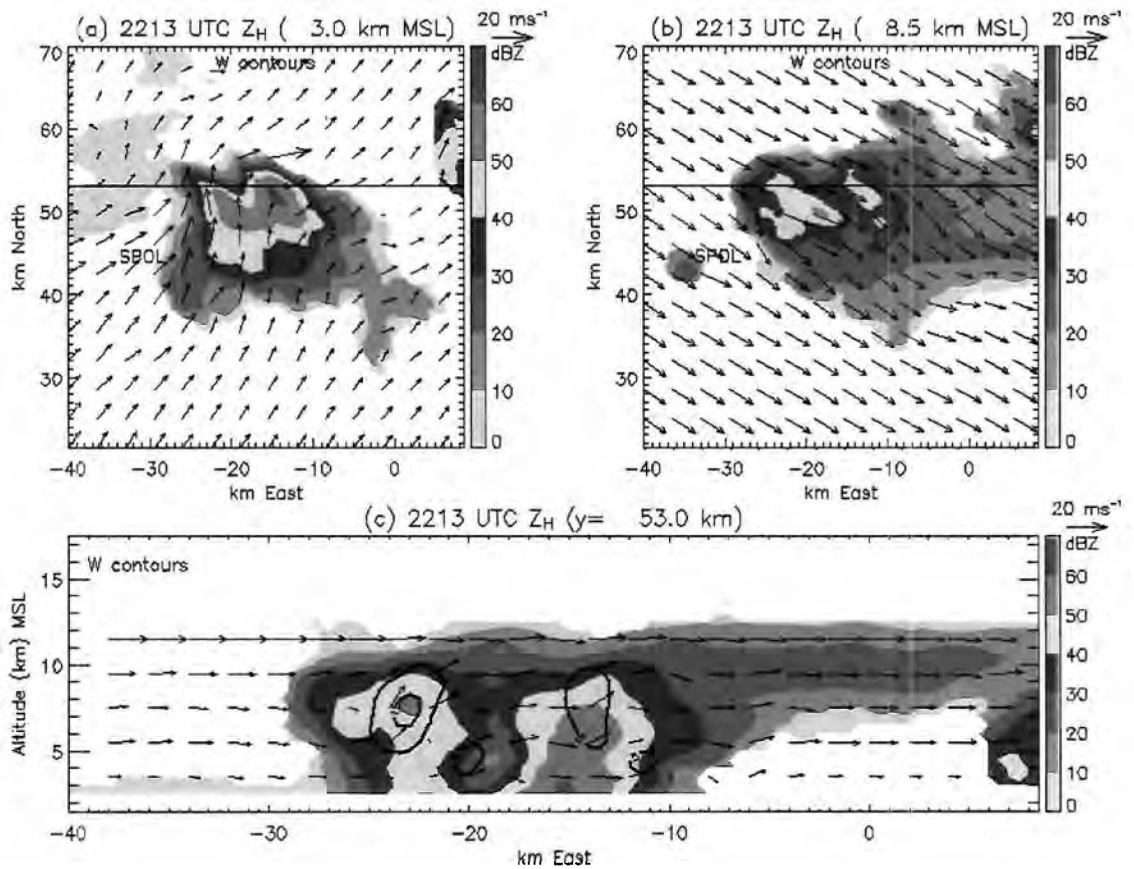 20 ms⁻¹
(a) 2213 UTC Z_H ( 3.0 km MSL)
dBZ
W contours
70
60
50
40
30
km North
SPOL
60
50
40
30
20
10
0
-40 -30 -20 -10 0
km East
20 ms⁻¹
(b) 2213 UTC Z_H ( 8.5 km MSL)
dBZ
W contours
70
60
50
40
30
km North
SPOL
60
50
40
30
20
10
0
-40 -30 -20 -10 0
km East
20 ms⁻¹
(c) 2213 UTC Z_H (y= 53.0 km)
dBZ
W contours
15
10
5
Altitude (km) MSL
60
50
40
30
20
10
0
-40 -30 -20 -10 0
km East